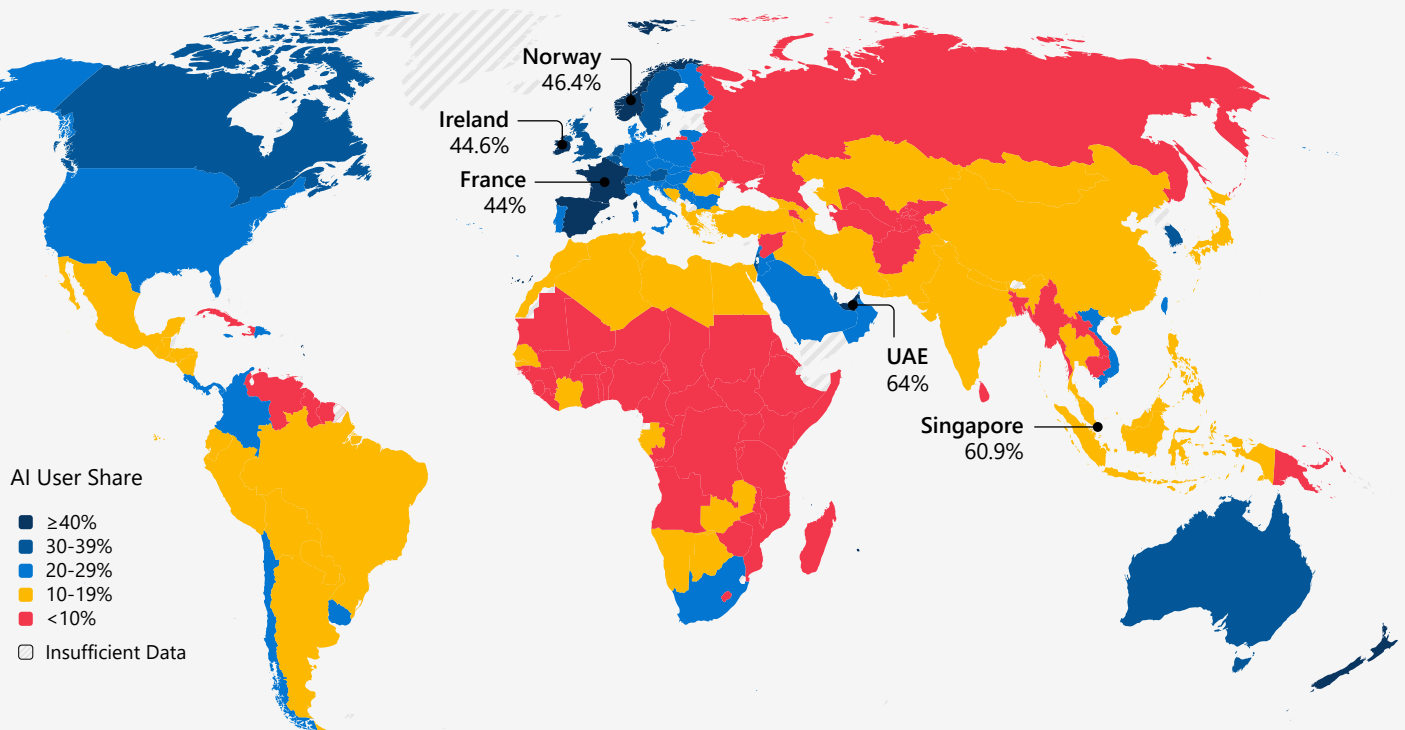 Norway
46.4%
Ireland
44.6%
France
44%
UAE
64%
Singapore
60.9%
AI User Share
≥40%
30-39%
20-29%
10-19%
<10%
Insufficient Data